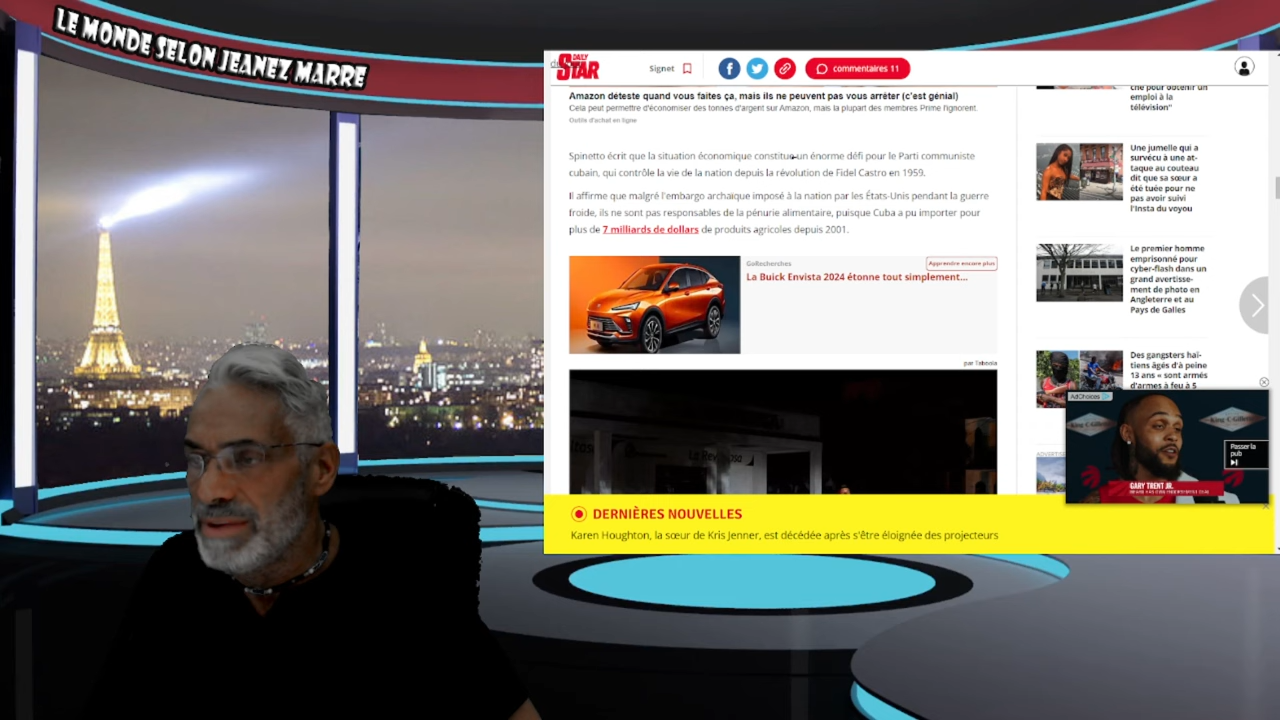 LE MONDE SELON JEANEZ MARRE
DAILY
STAR
Signet
commentaires 11
Amazon déteste quand vous faites ça, mais ils ne peuvent pas vous arrêter (c'est génial)
Cela peut permettre d'économiser des tonnes d'argent sur Amazon, mais la plupart des membres Prime l'ignorent.
Outils d'achat en ligne
Spinetto écrit que la situation économique constitue un énorme défi pour le Parti communiste
cubain, qui contrôle la vie de la nation depuis la révolution de Fidel Castro en 1959.
Il affirme que malgré l'embargo archaïque imposé à la nation par les États-Unis pendant la guerre
froide, ils ne sont pas responsables de la pénurie alimentaire, puisque Cuba a pu importer pour
plus de 7 milliards de dollars de produits agricoles depuis 2001.
GoRecherches
Apprendre encore plus
La Buick Envista 2024 étonne tout simplement...
par Taboola
che pour obtenir un
emploi à la
télévision"
Une jumelle qui a
survécu à une at-
taque au couteau
dit que sa sœur a
été tuée pour ne
pas avoir suivi
l'Insta du voyou
Le premier homme
emprisonné pour
cyber-flash dans un
grand avertisse-
ment de photo en
Angleterre et au
Pays de Galles
Des gangsters haï-
tiens âgés d'à peine
13 ans « sont armés
d'armes à feu à 5
AdChoices
King C. Gillette
Passer la
pub
GARY TRENT JR.
DERNIÈRES NOUVELLES
Karen Houghton, la sœur de Kris Jenner, est décédée après s'être éloignée des projecteurs